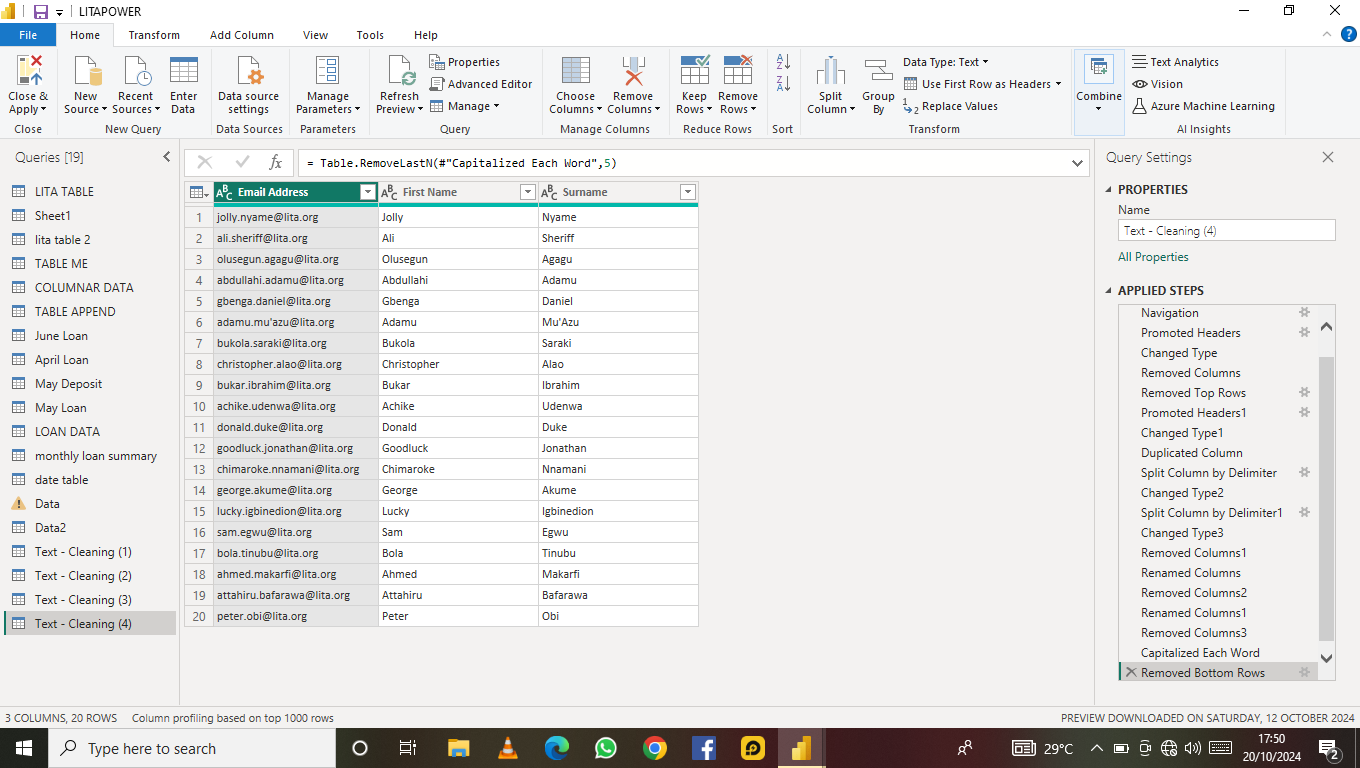 LITAPOWER
File Home Transform Add Column View Tools Help
Close & Apply
Close
New Source
Recent Sources
Enter Data
New Query
Data source settings
Data Sources
Manage Parameters
Parameters
Refresh Preview
Properties
Advanced Editor
Manage
Query
Choose Columns
Remove Columns
Manage Columns
Keep Rows
Remove Rows
Reduce Rows
Sort
Split Column
Group By
Data Type: Text
Use First Row as Headers
Replace Values
Transform
Combine
Text Analytics
Vision
Azure Machine Learning
AI Insights
Queries [19]
LITA TABLE
Sheet1
lita table 2
TABLE ME
COLUMNAR DATA
TABLE APPEND
June Loan
April Loan
May Deposit
May Loan
LOAN DATA
monthly loan summary
date table
Data
Data2
Text - Cleaning (1)
Text - Cleaning (2)
Text - Cleaning (3)
Text - Cleaning (4)
fx
= Table.RemoveLastN(#"Capitalized Each Word",5)
Email Address First Name Surname
1 jolly.nyame@lita.org Jolly Nyame
2 ali.sheriff@lita.org Ali Sheriff
3 olusegun.agagu@lita.org Olusegun Agagu
4 abdullahi.adamu@lita.org Abdullahi Adamu
5 gbenga.daniel@lita.org Gbenga Daniel
6 adamu.mu'azu@lita.org Adamu Mu'Azu
7 bukola.saraki@lita.org Bukola Saraki
8 christopher.alao@lita.org Christopher Alao
9 bukar.ibrahim@lita.org Bukar Ibrahim
10 achike.udenwa@lita.org Achike Udenwa
11 donald.duke@lita.org Donald Duke
12 goodluck.jonathan@lita.org Goodluck Jonathan
13 chimaroke.nnamani@lita.org Chimaroke Nnamani
14 george.akume@lita.org George Akume
15 lucky.igbinedion@lita.org Lucky Igbinedion
16 sam.egwu@lita.org Sam Egwu
17 bola.tinubu@lita.org Bola Tinubu
18 ahmed.makarfi@lita.org Ahmed Makarfi
19 attahiru.bafarawa@lita.org Attahiru Bafarawa
20 peter.obi@lita.org Peter Obi
Query Settings
PROPERTIES
Name
Text - Cleaning (4)
All Properties
APPLIED STEPS
Navigation
Promoted Headers
Changed Type
Removed Columns
Removed Top Rows
Promoted Headers1
Changed Type1
Duplicated Column
Split Column by Delimiter
Changed Type2
Split Column by Delimiter1
Changed Type3
Removed Columns1
Renamed Columns
Removed Columns2
Renamed Columns1
Removed Columns3
Capitalized Each Word
Removed Bottom Rows
3 COLUMNS, 20 ROWS Column profiling based on top 1000 rows
PREVIEW DOWNLOADED ON SATURDAY, 12 OCTOBER 2024
Type here to search
29°C
17:50
20/10/2024
2